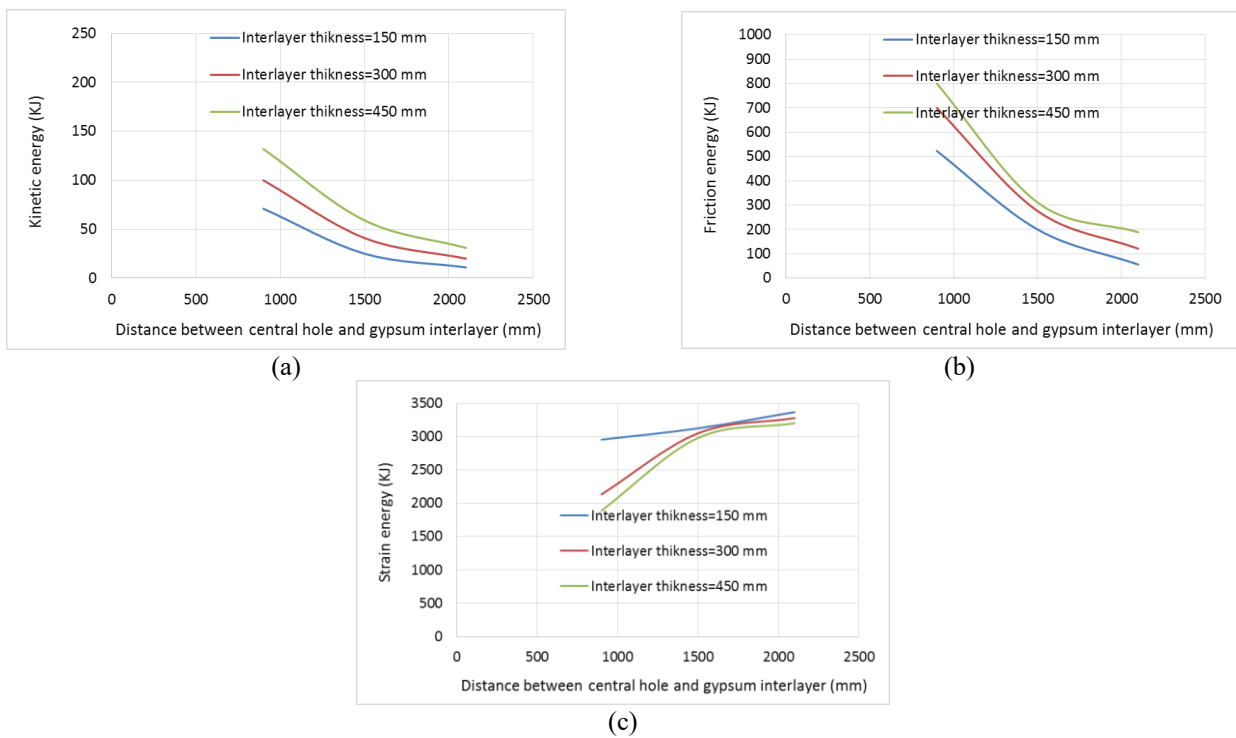 250
200
150
100
50
0
Kinetic energy (KJ)
Interlayer thikness=150 mm
Interlayer thikness=300 mm
Interlayer thikness=450 mm
0 500 1000 1500 2000 2500
Distance between central hole and gypsum interlayer (mm)
(a)
1000
900
800
700
600
500
400
300
200
100
0
Friction energy (KJ)
Interlayer thikness=150 mm
Interlayer thikness=300 mm
Interlayer thikness=450 mm
0 500 1000 1500 2000 2500
Distance between central hole and gypsum interlayer (mm)
(b)
3500
3000
2500
2000
1500
1000
500
0
Strain energy (KJ)
Interlayer thikness=150 mm
Interlayer thikness=300 mm
Interlayer thikness=450 mm
0 500 1000 1500 2000 2500
Distance between central hole and gypsum interlayer (mm)
(c)